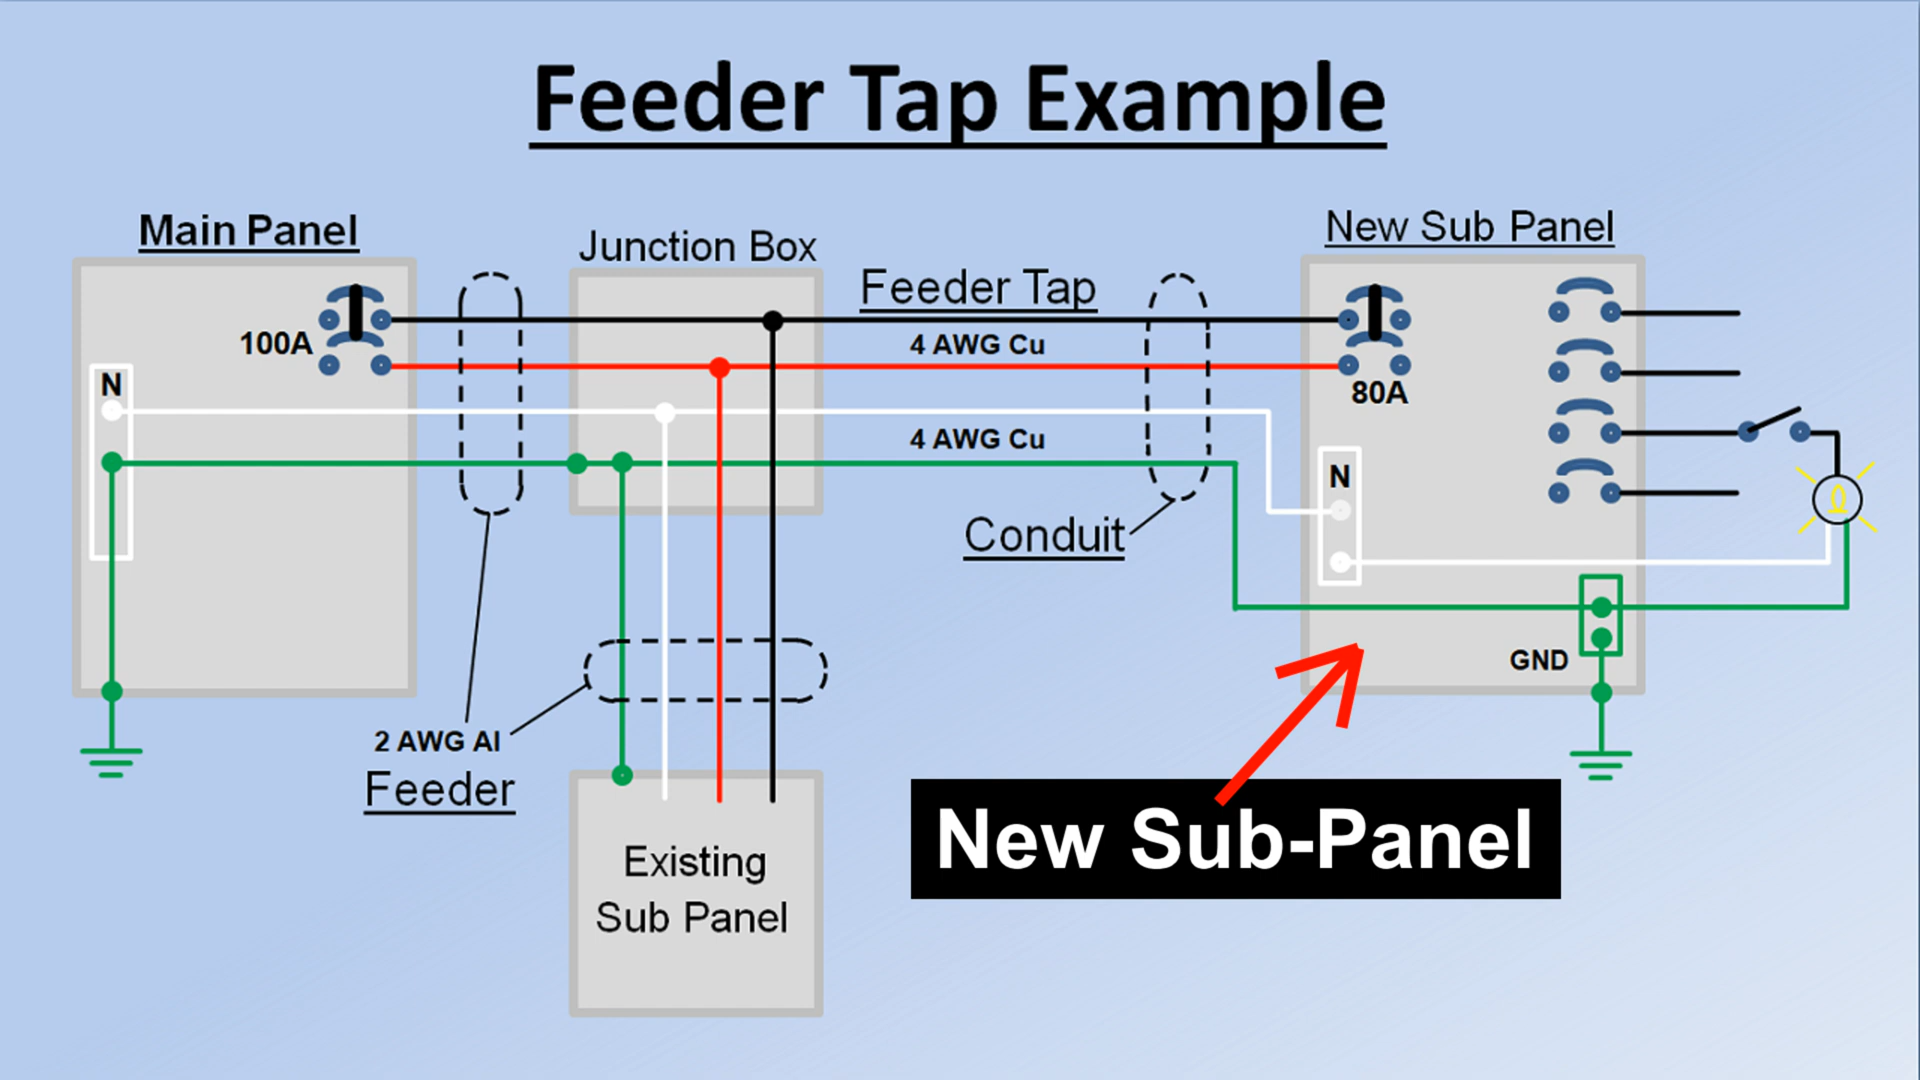 Feeder Tap Example
Main Panel
Junction Box
New Sub Panel
Feeder Tap
100A
4 AWG Cu
80A
N
4 AWG Cu
N
Conduit
GND
2 AWG Al
Feeder
New Sub-Panel
Existing
Sub Panel